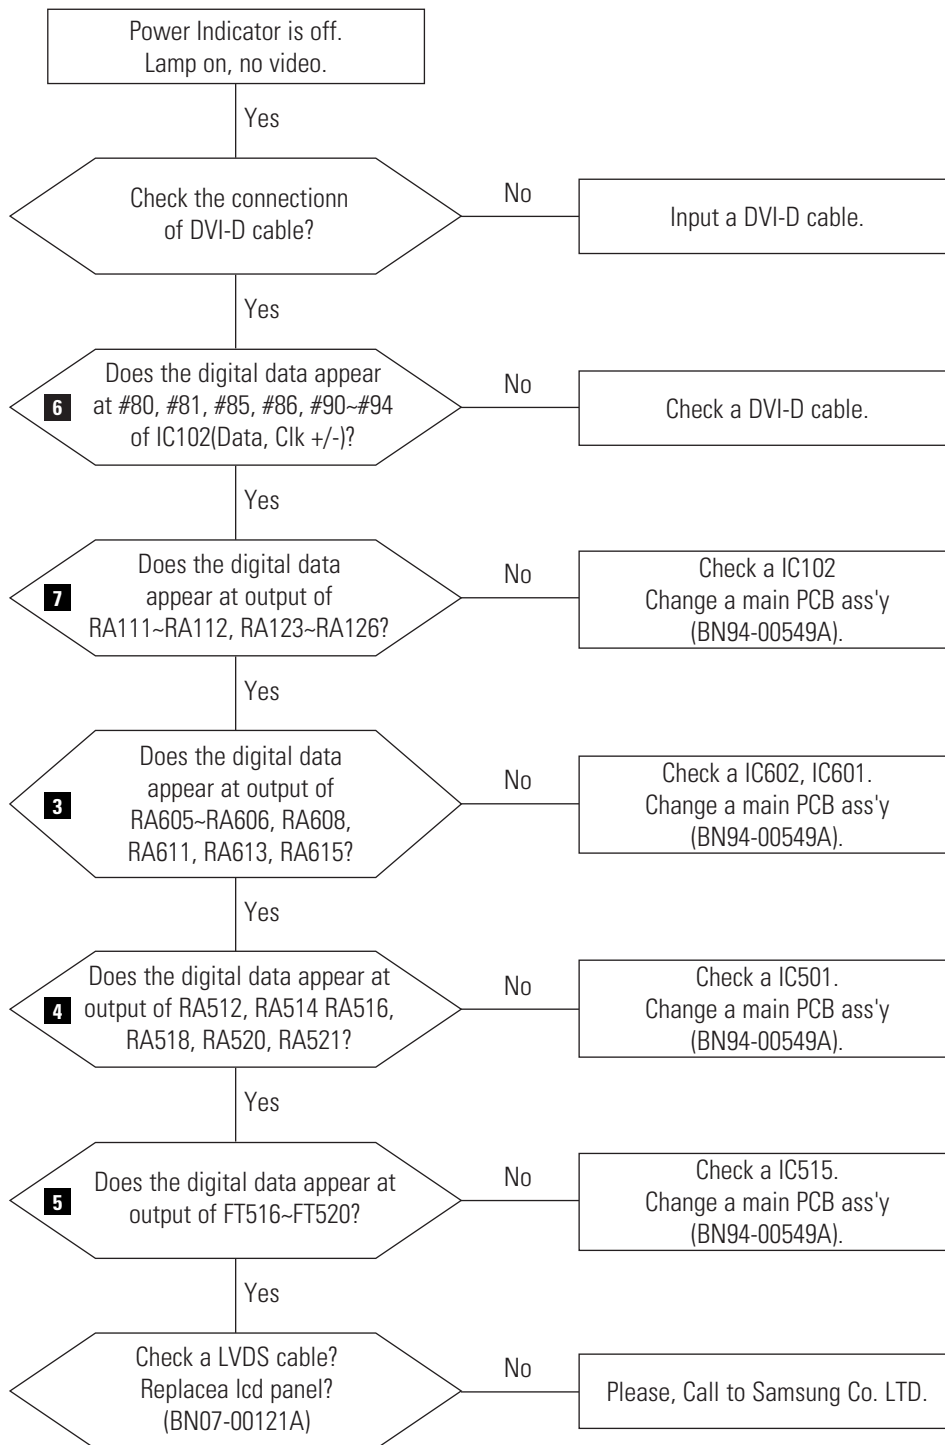 Power Indicator is off.
Lamp on, no video.
Yes
Check the connectionn
of DVI-D cable?
No
Input a DVI-D cable.
Yes
6
Does the digital data appear
at #80, #81, #85, #86, #90~#94
of IC102(Data, Clk +/-)?
No
Check a DVI-D cable.
Yes
7
Does the digital data
appear at output of
RA111~RA112, RA123~RA126?
No
Check a IC102
Change a main PCB ass'y
(BN94-00549A).
Yes
3
Does the digital data
appear at output of
RA605~RA606, RA608,
RA611, RA613, RA615?
No
Check a IC602, IC601.
Change a main PCB ass'y
(BN94-00549A).
Yes
4
Does the digital data appear at
output of RA512, RA514 RA516,
RA518, RA520, RA521?
No
Check a IC501.
Change a main PCB ass'y
(BN94-00549A).
Yes
5
Does the digital data appear at
output of FT516~FT520?
No
Check a IC515.
Change a main PCB ass'y
(BN94-00549A).
Yes
Check a LVDS cable?
Replacea lcd panel?
(BN07-00121A)
No
Please, Call to Samsung Co. LTD.